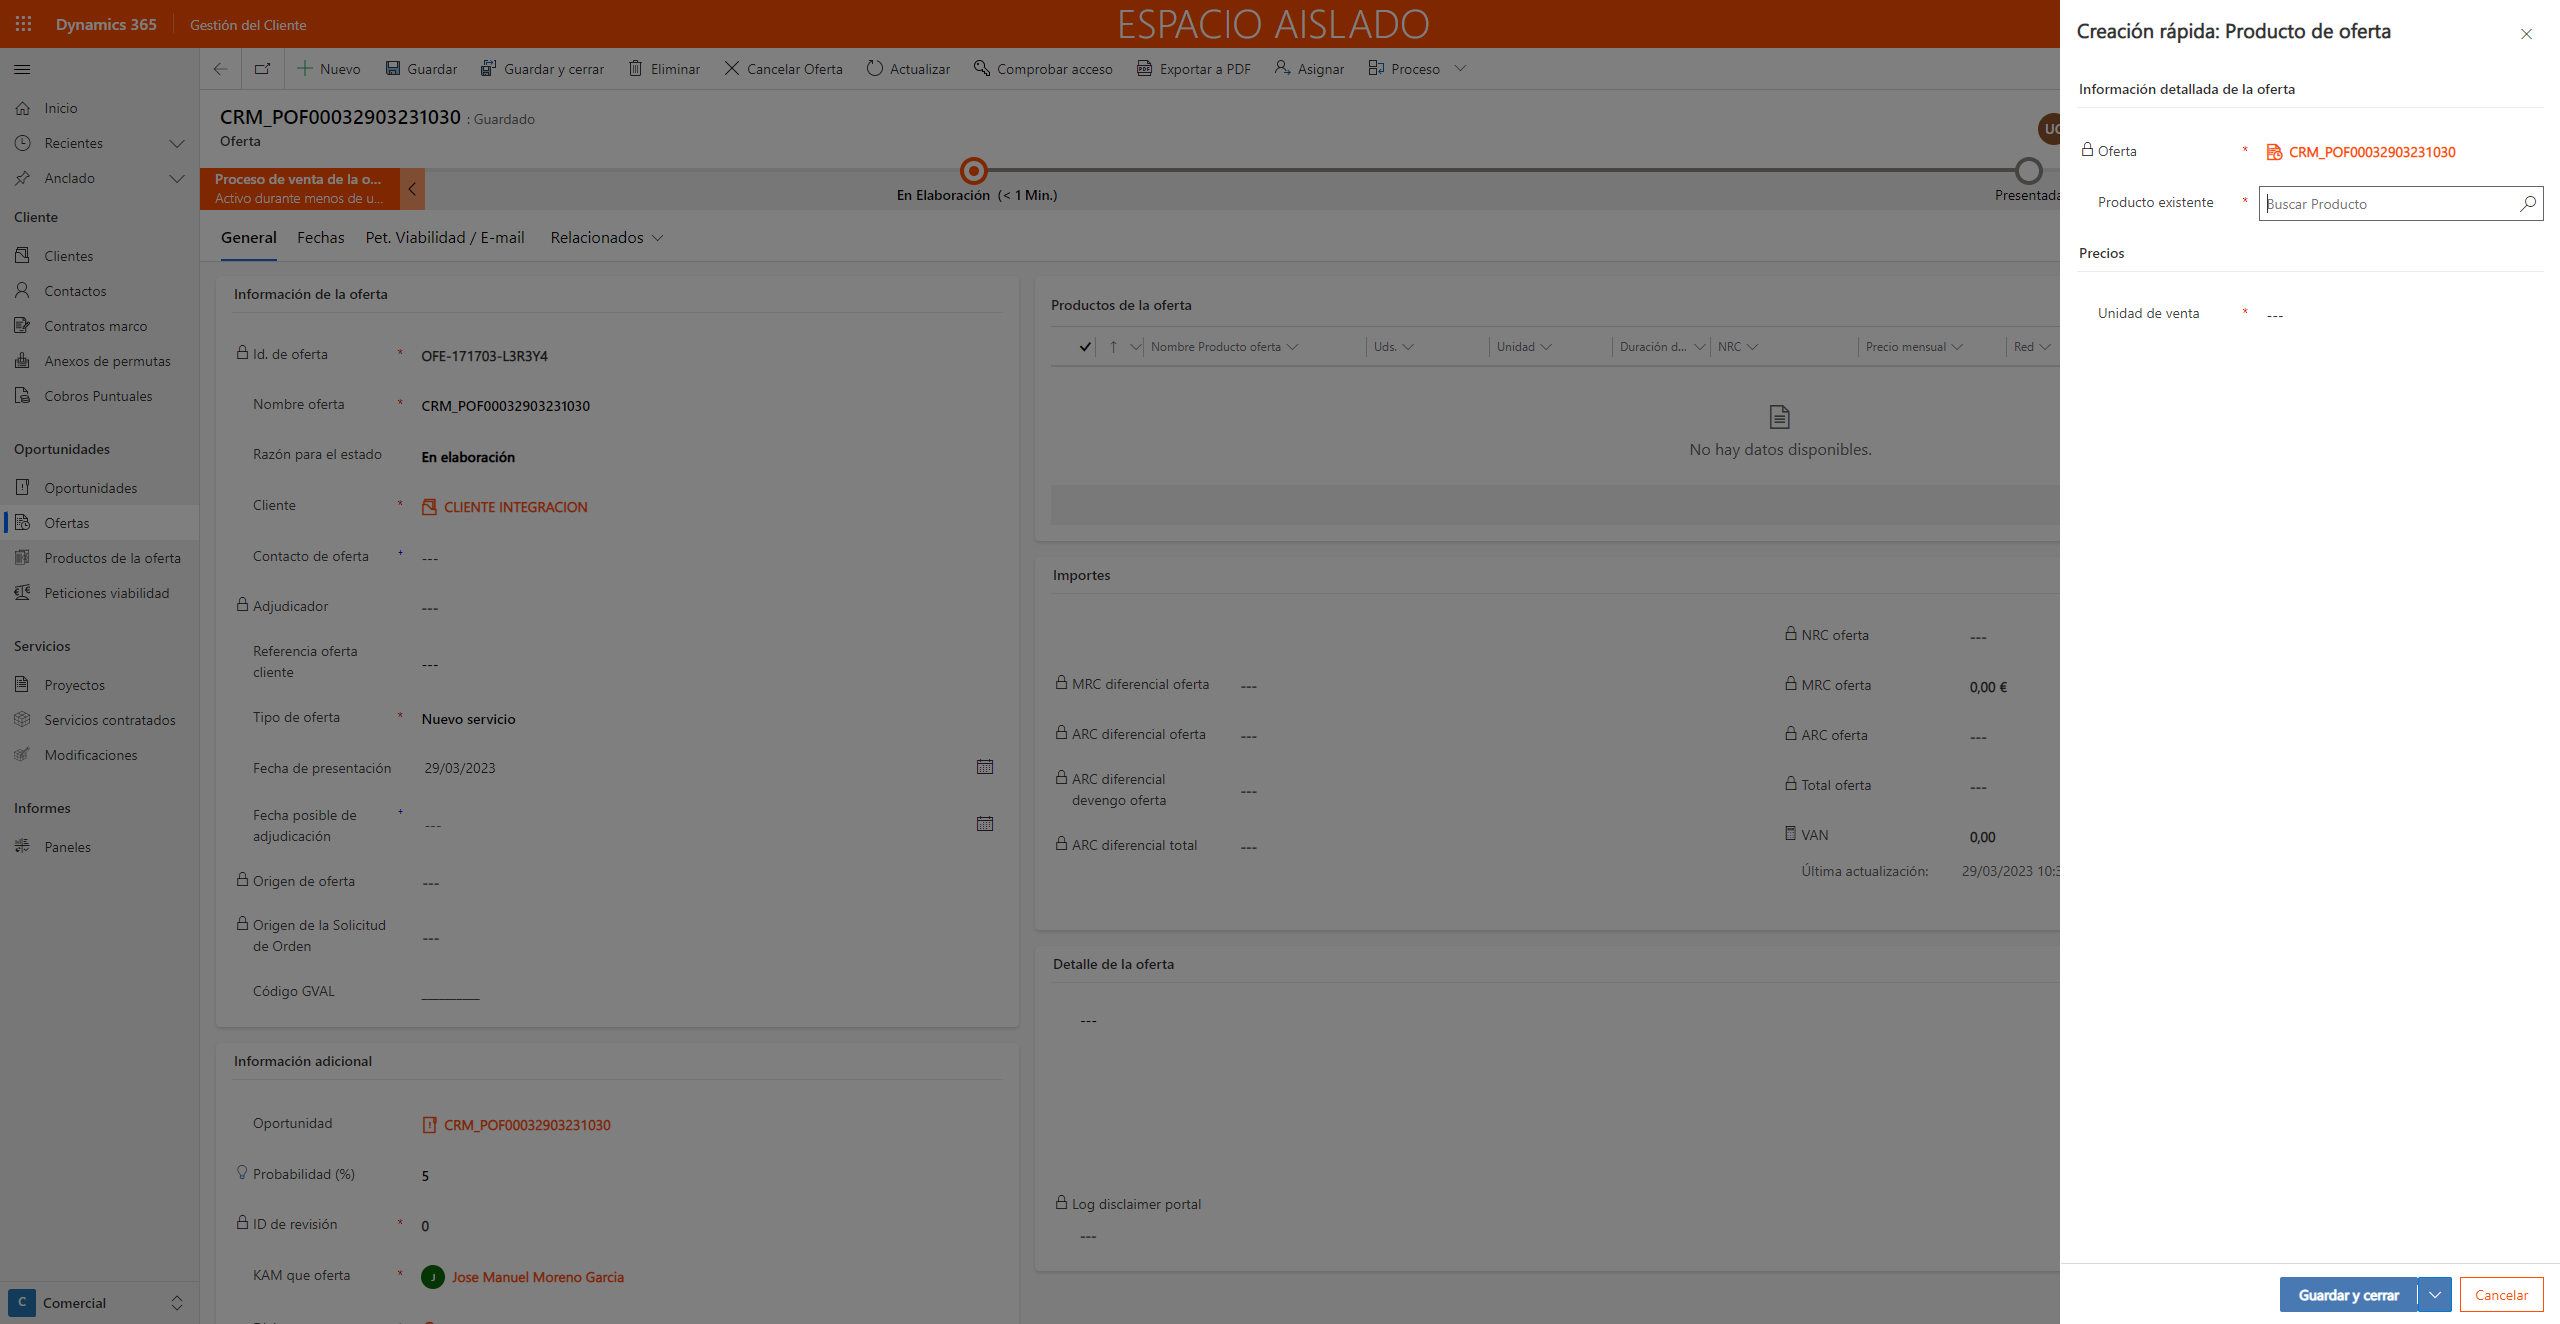 Dynamics 365
Gestión del Cliente
ESPACIO AISLADO
Nuevo
Guardar
Guardar y cerrar
Eliminar
Cancelar Oferta
Actualizar
Comprobar acceso
Exportar a PDF
Asignar
Proceso
Inicio
Recientes
Anclado
Cliente
Clientes
Contactos
Contratos marco
Anexos de permutas
Cobros Puntuales
Oportunidades
Oportunidades
Ofertas
Productos de la oferta
Peticiones viabilidad
Servicios
Proyectos
Servicios contratados
Modificaciones
Informes
Paneles
C Comercial
CRM_POF00032903231030 : Guardado
Oferta
Proceso de venta de la o...
Activo durante menos de u...
En Elaboración (< 1 Min.)
Presentada
General
Fechas
Pet. Viabilidad / E-mail
Relacionados
Información de la oferta
Id. de oferta * OFE-171703-L3R3Y4
Nombre oferta * CRM_POF00032903231030
Razón para el estado En elaboración
Cliente * CLIENTE INTEGRACION
Contacto de oferta + ---
Adjudicador ---
Referencia oferta
cliente ---
Tipo de oferta * Nuevo servicio
Fecha de presentación 29/03/2023
Fecha posible de
adjudicación + ---
Origen de oferta ---
Origen de la Solicitud
de Orden ---
Código GVAL __________
Información adicional
Oportunidad CRM_POF00032903231030
Probabilidad (%) 5
ID de revisión * 0
KAM que oferta * J Jose Manuel Moreno Garcia
Productos de la oferta
Nombre Producto oferta
Uds.
Unidad
Duración d...
NRC
Precio mensual
Red
No hay datos disponibles.
Importes
NRC oferta ---
MRC diferencial oferta ---
MRC oferta 0,00 €
ARC diferencial oferta ---
ARC oferta ---
ARC diferencial
devengo oferta ---
Total oferta ---
ARC diferencial total ---
VAN 0,00
Última actualización: 29/03/2023 10:3
Detalle de la oferta
---
Log disclaimer portal
---
Creación rápida: Producto de oferta
Información detallada de la oferta
Oferta * CRM_POF00032903231030
Producto existente * Buscar Producto
Precios
Unidad de venta * ---
Guardar y cerrar
Cancelar